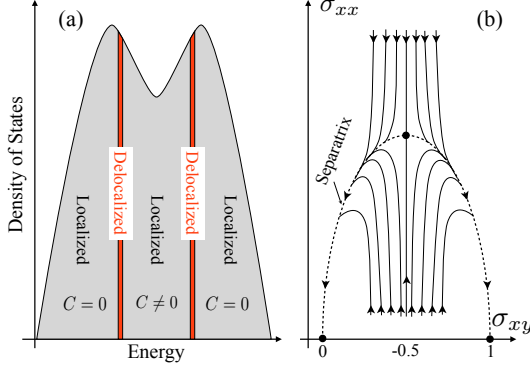 (a)
Density of States
Localized
Delocalized
Localized
Delocalized
Localized
C = 0
C ≠ 0
C = 0
Energy
(b)
σxx
Separatrix
σxy
0
-0.5
1